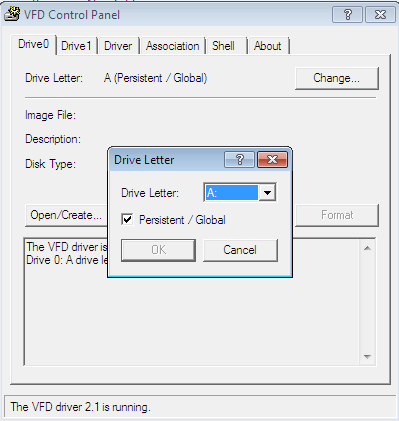 VFD Control Panel
Drive0 Drive1 Driver Association Shell About
Drive Letter: A (Persistent / Global) Change...
Image File:
Description:
Disk Type:
Drive Letter
Drive Letter: A:
Persistent / Global
OK Cancel
Open/Create... Format
The VFD driver is
Drive 0: A drive le
The VFD driver 2.1 is running.